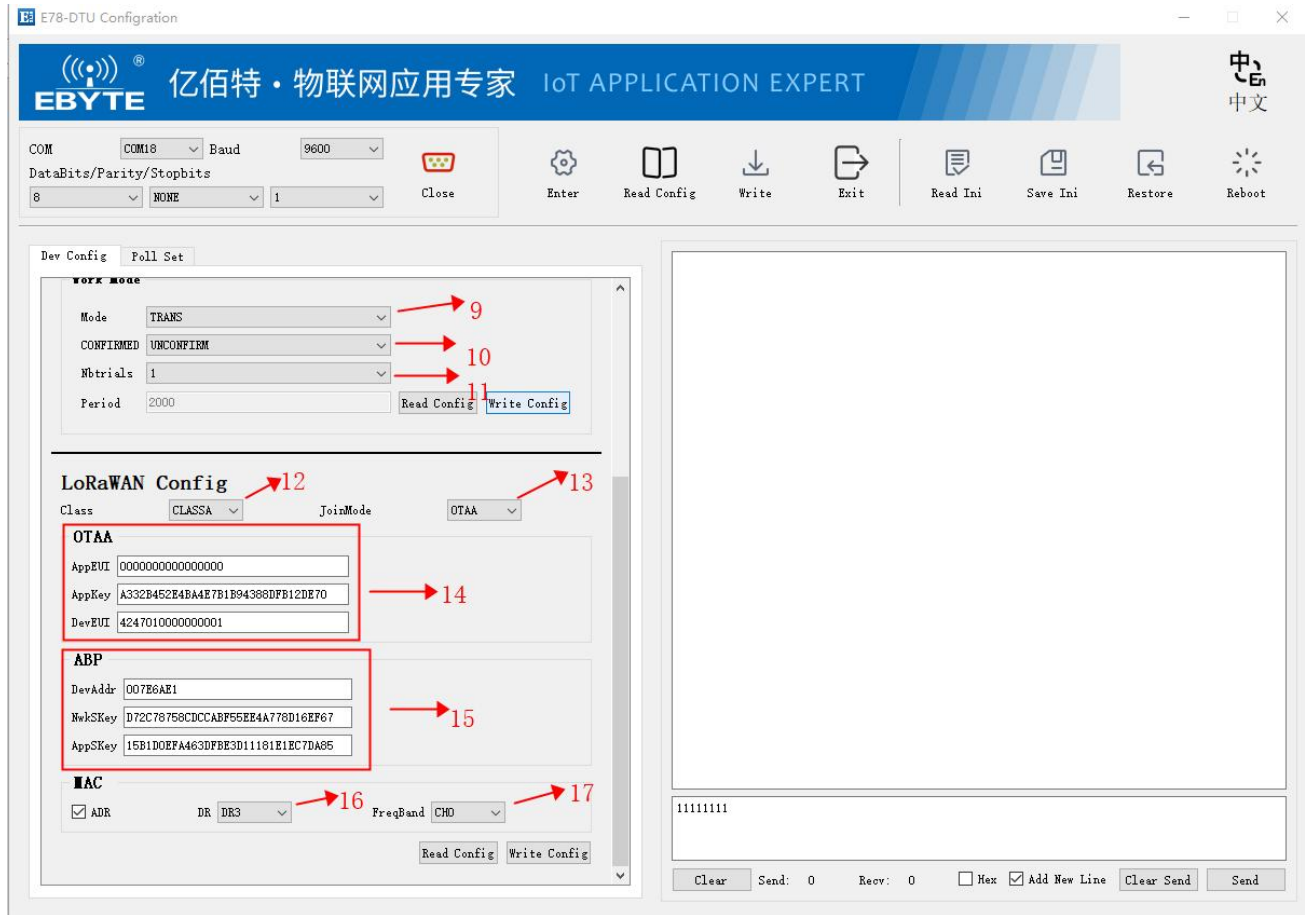 E78-DTU Configration
EBYTE ® 亿佰特·物联网应用专家 IoT APPLICATION EXPERT
中 En
中文
COM COM18 Baud 9600
DataBits/Parity/Stopbits
8 NONE 1
Close
Enter
Read Config
Write
Exit
Read Ini
Save Ini
Restore
Reboot
Dev Config Poll Set
Work Mode
Mode TRANS 9
CONFIRMED UNCONFIRM 10
Nbtrials 1 11
Period 2000 Read Config Write Config
LoRaWAN Config 12 13
Class CLASSA JoinMode OTAA
OTAA
AppEUI 0000000000000000
AppKey A332B452E4BA4E7B1B94388DFB12DE70 14
DevEUI 4247010000000001
ABP
DevAddr 007E6AE1
NwkSKey D72C78758CDCCABF55EE4A778D16EF67 15
AppSKey 15B1D0EFA463DFBE3D11181E1EC7DA85
MAC
ADR DR DR3 16 FreqBand CH0 17
Read Config Write Config
11111111
Clear Send: 0 Recv: 0 Hex Add New Line Clear Send Send